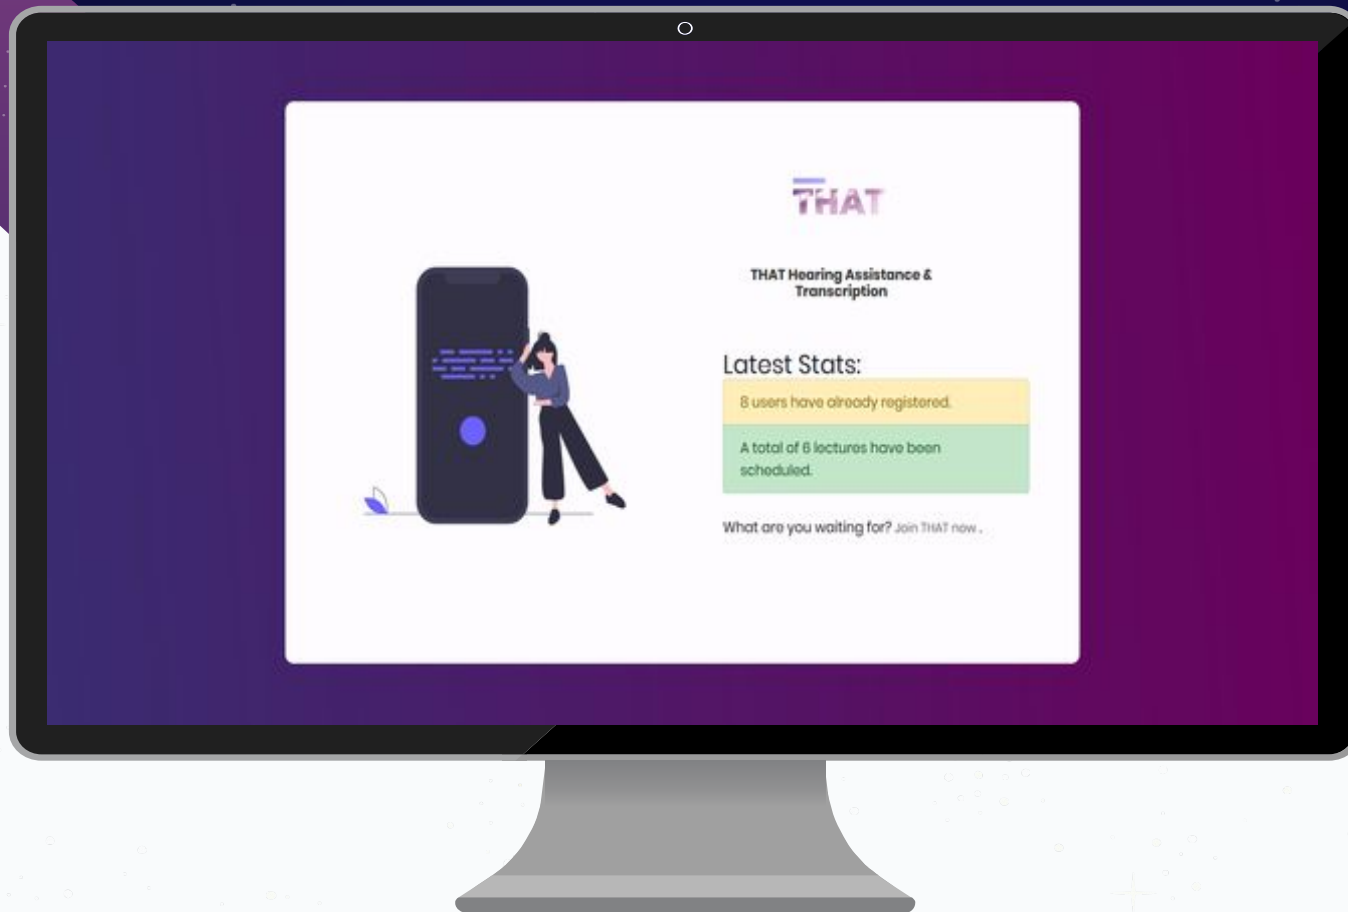 THAT
THAT Hearing Assistance &
Transcription
Latest Stats:
8 users have already registered.
A total of 6 lectures have been
scheduled.
What are you waiting for? Join THAT now .